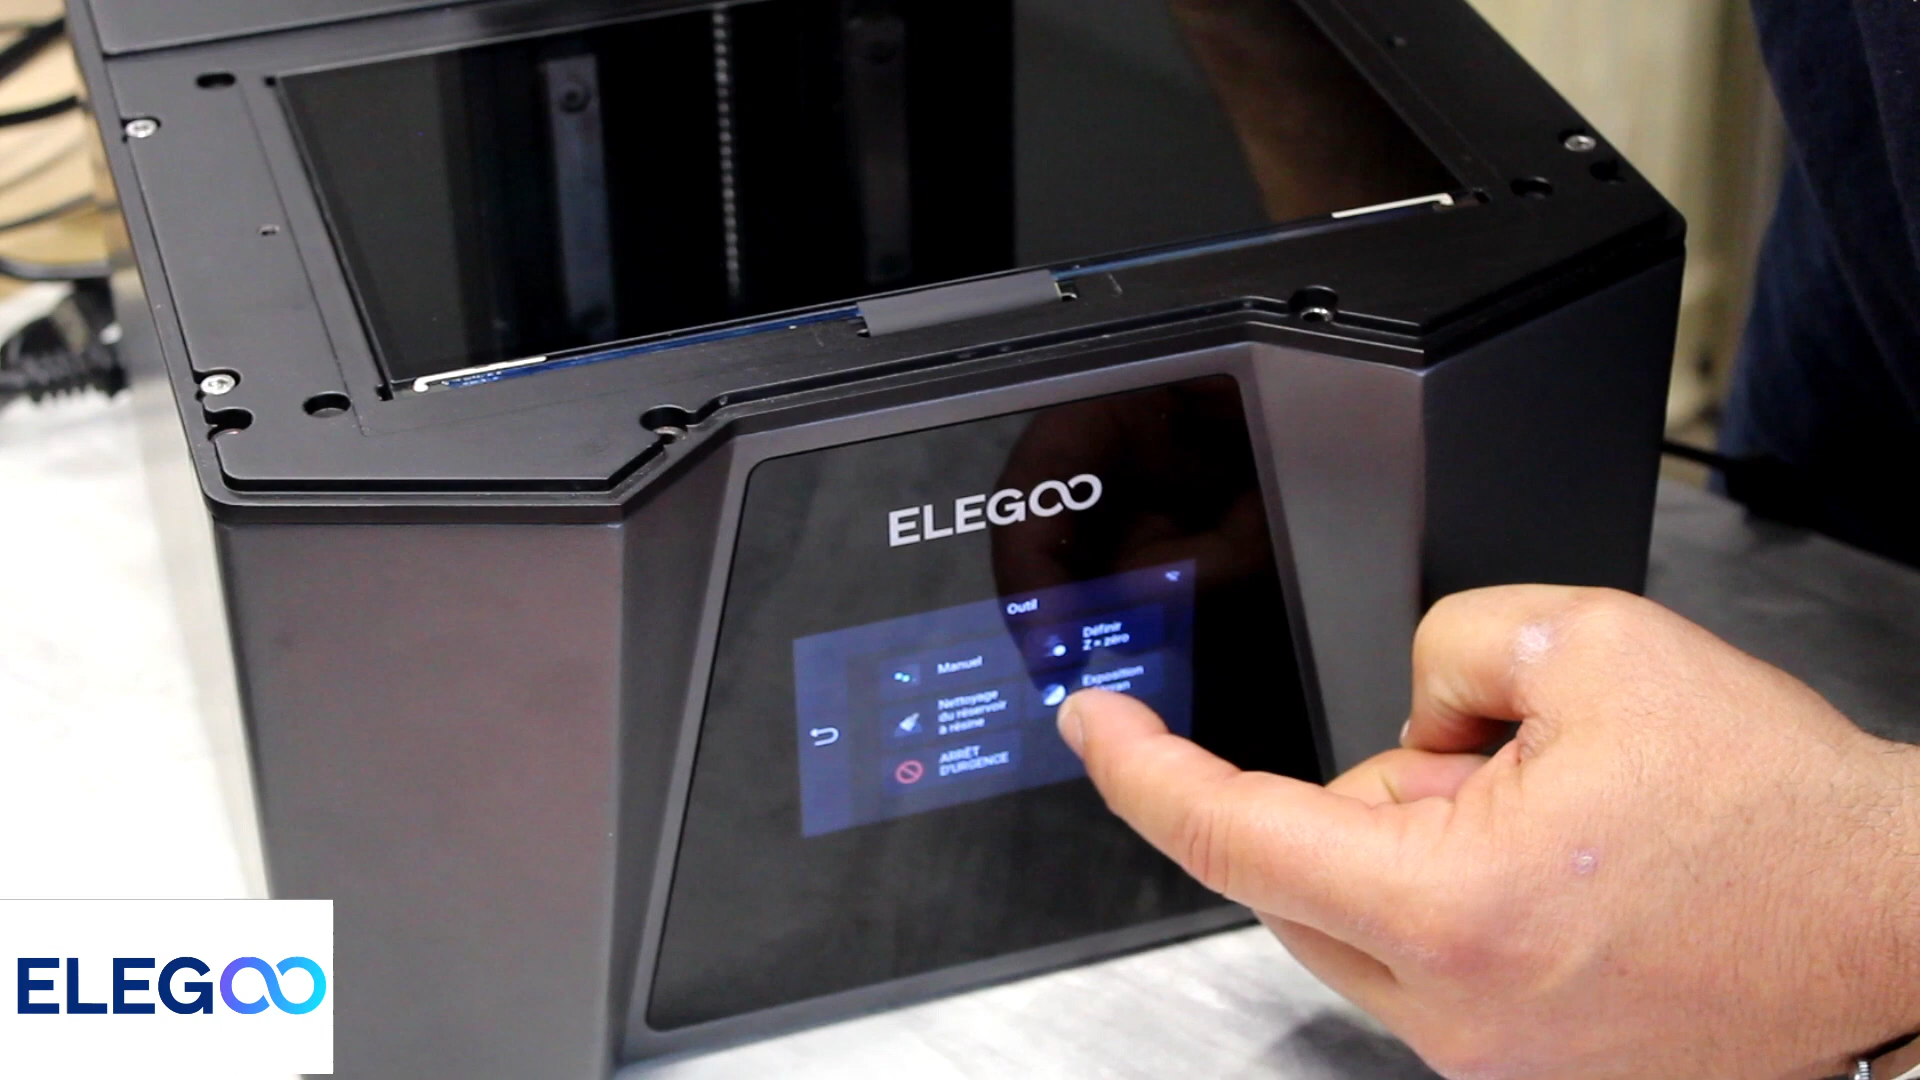 ELEGOO
Outil
Manuel
Définir
Z = zéro
Nettoyage
du réservoir
à résine
Exposition
ARRÊT
D'URGENCE
ELEGOO